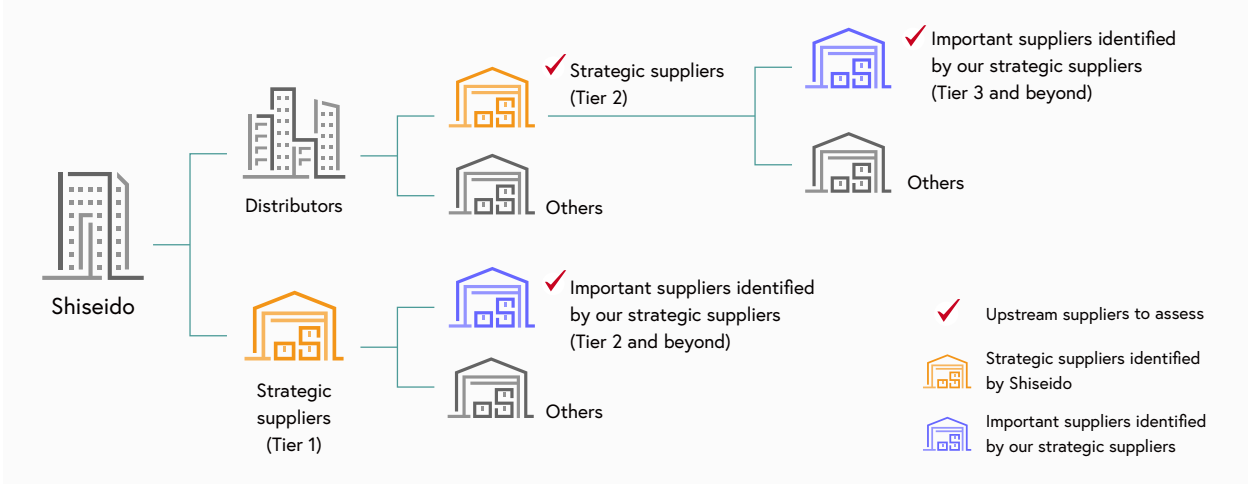 Shiseido
Distributors
Strategic
suppliers
(Tier 1)
Strategic suppliers
(Tier 2)
Others
Important suppliers identified
by our strategic suppliers
(Tier 2 and beyond)
Others
Important suppliers identified
by our strategic suppliers
(Tier 3 and beyond)
Others
Upstream suppliers to assess
Strategic suppliers identified
by Shiseido
Important suppliers identified
by our strategic suppliers